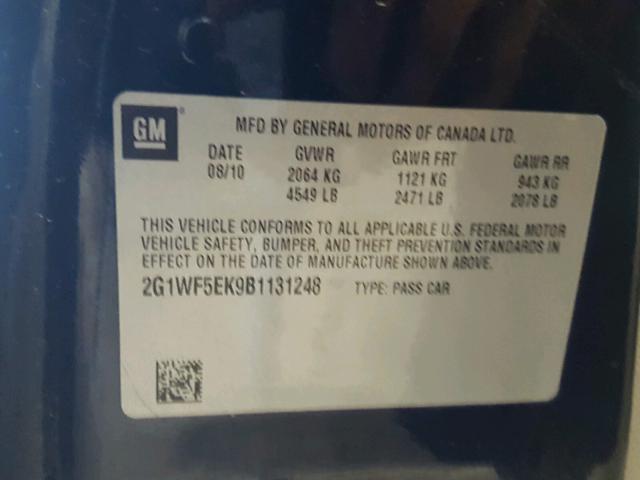 GM®
MFD BY GENERAL MOTORS OF CANADA LTD.
DATE GVWR GAWR FRT GAWR RR
08/10 2064 KG 1121 KG 943 KG
4549 LB 2471 LB 2078 LB
THIS VEHICLE CONFORMS TO ALL APPLICABLE U.S. FEDERAL MOTOR
VEHICLE SAFETY, BUMPER, AND THEFT PREVENTION STANDARDS IN
EFFECT ON THE DATE OF MANUFACTURE SHOWN ABOVE.
2G1WF5EK9B1131248 TYPE: PASS CAR